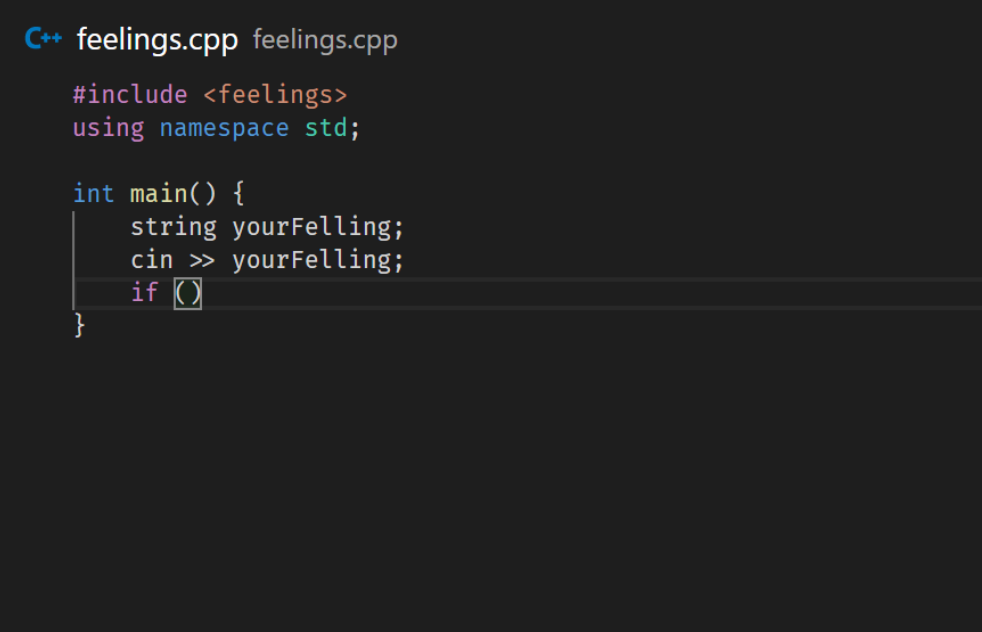 C++ feelings.cpp feelings.cpp
#include <feelings>
using namespace std;
int main() {
    string yourFelling;
    cin >> yourFelling;
    if ()
}